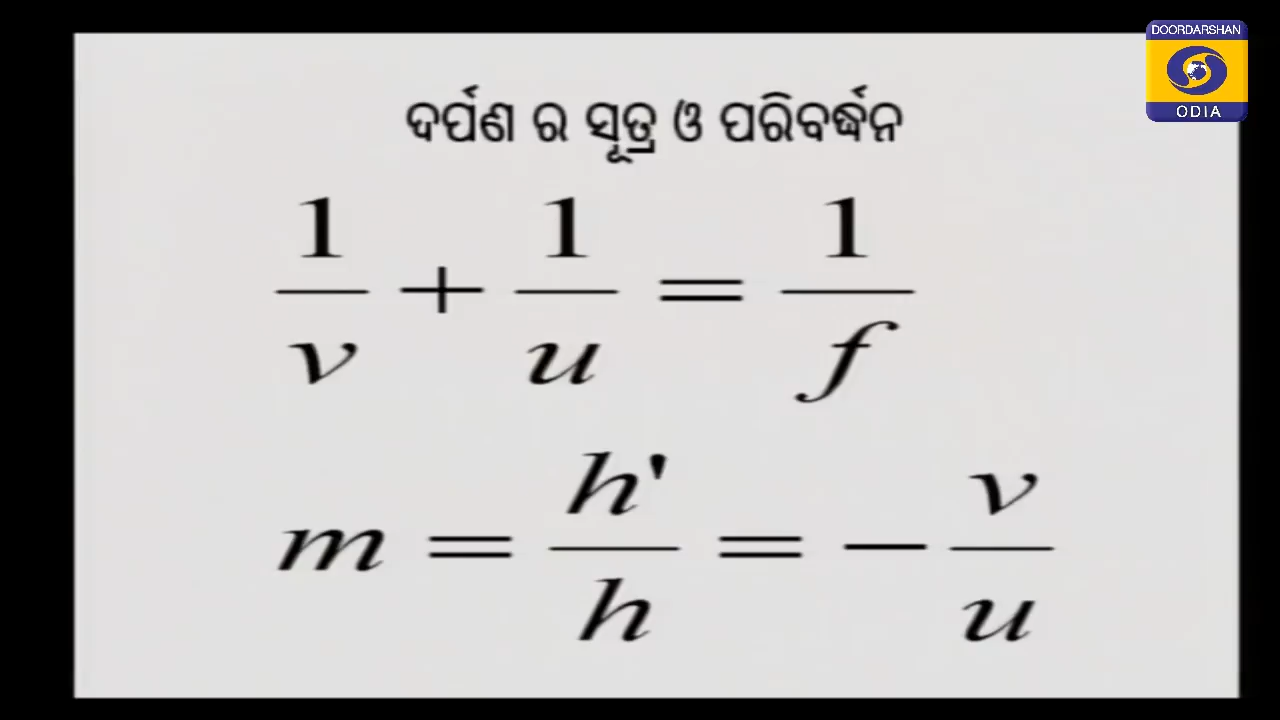 DOORDARSHAN
ODIA
ଦର୍ପଣ ର ସୂତ୍ର ଓ ପରିବର୍ଦ୍ଧନ
1/v + 1/u = 1/f
m = h'/h = - v/u